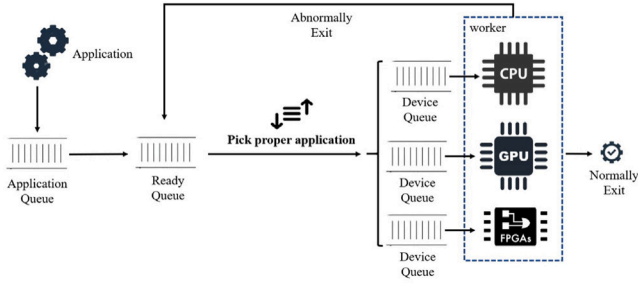 Abnormally
Exit
worker
Application
CPU
Device
Queue
Pick proper application
GPU
Application
Queue
Ready
Queue
Device
Queue
Normally
Exit
FPGAs
Device
Queue